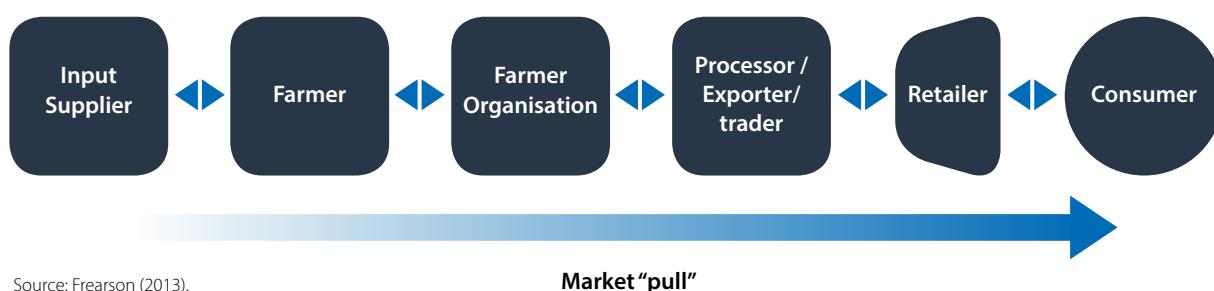 Input
Supplier
Farmer
Farmer
Organisation
Processor /
Exporter/
trader
Retailer
Consumer
Source: Frearson (2013).
Market “pull”